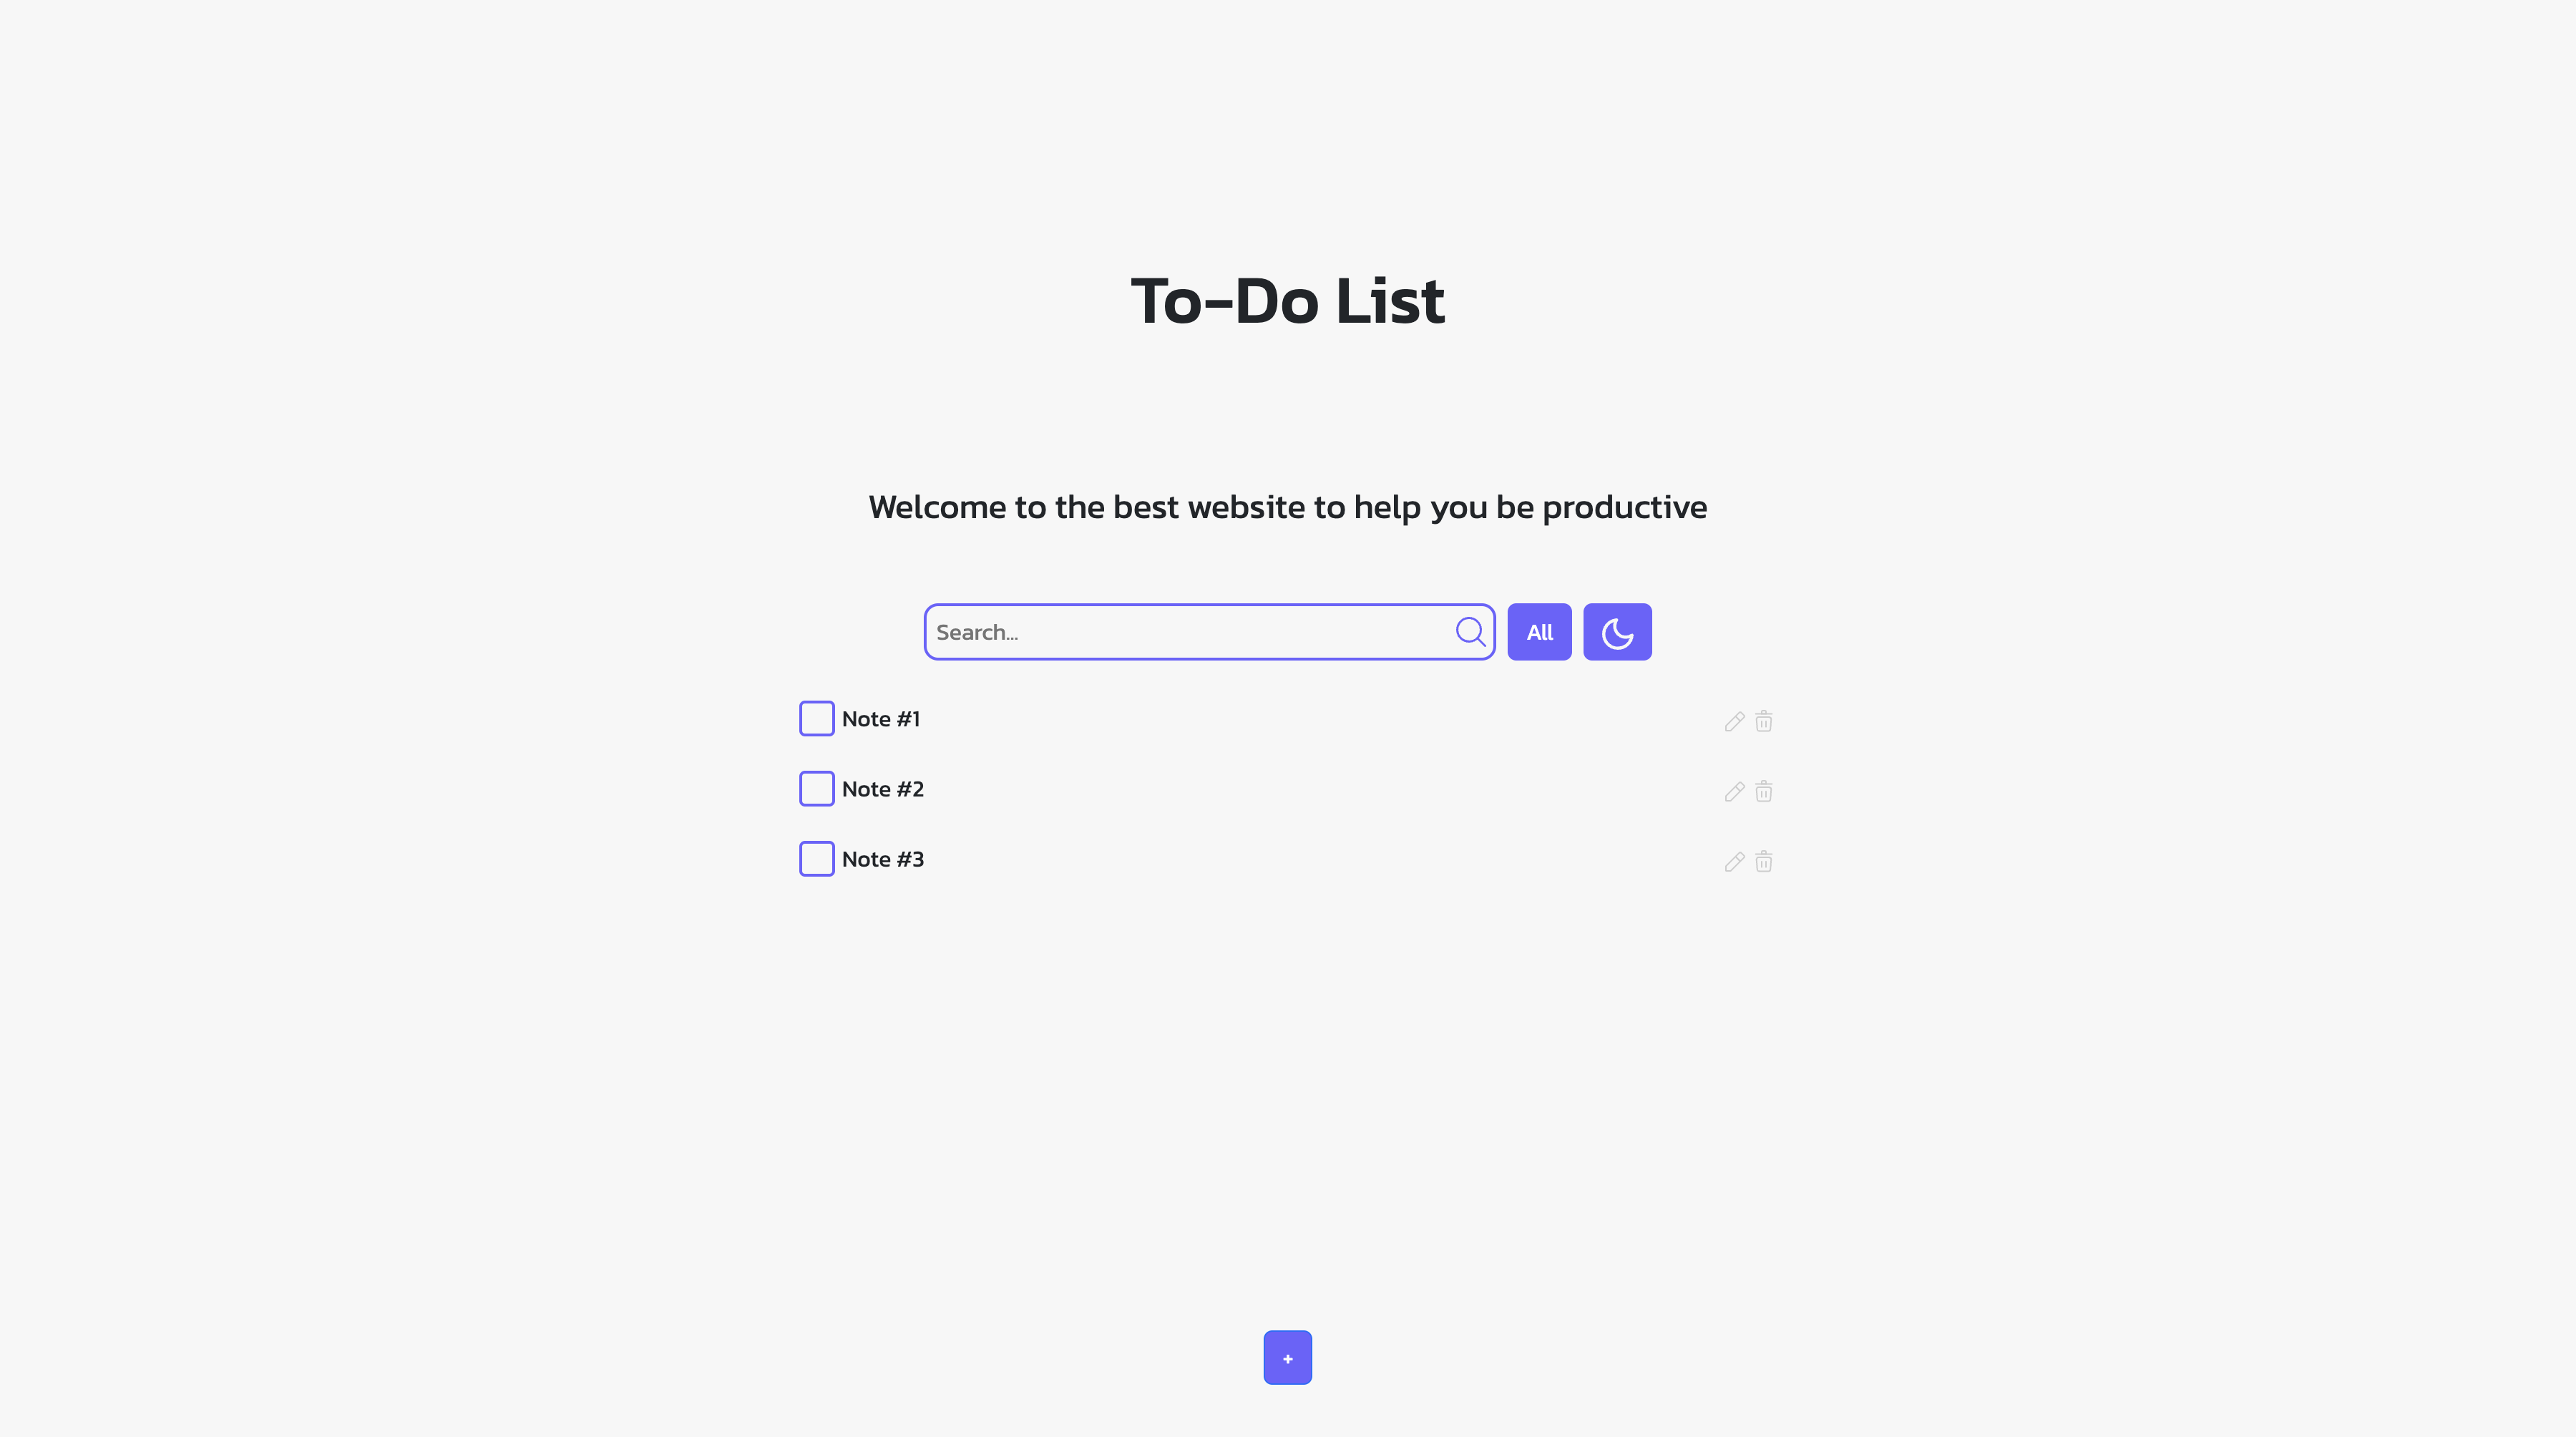 To-Do List
Welcome to the best website to help you be productive
Search...
All
Note #1
Note #2
Note #3
+